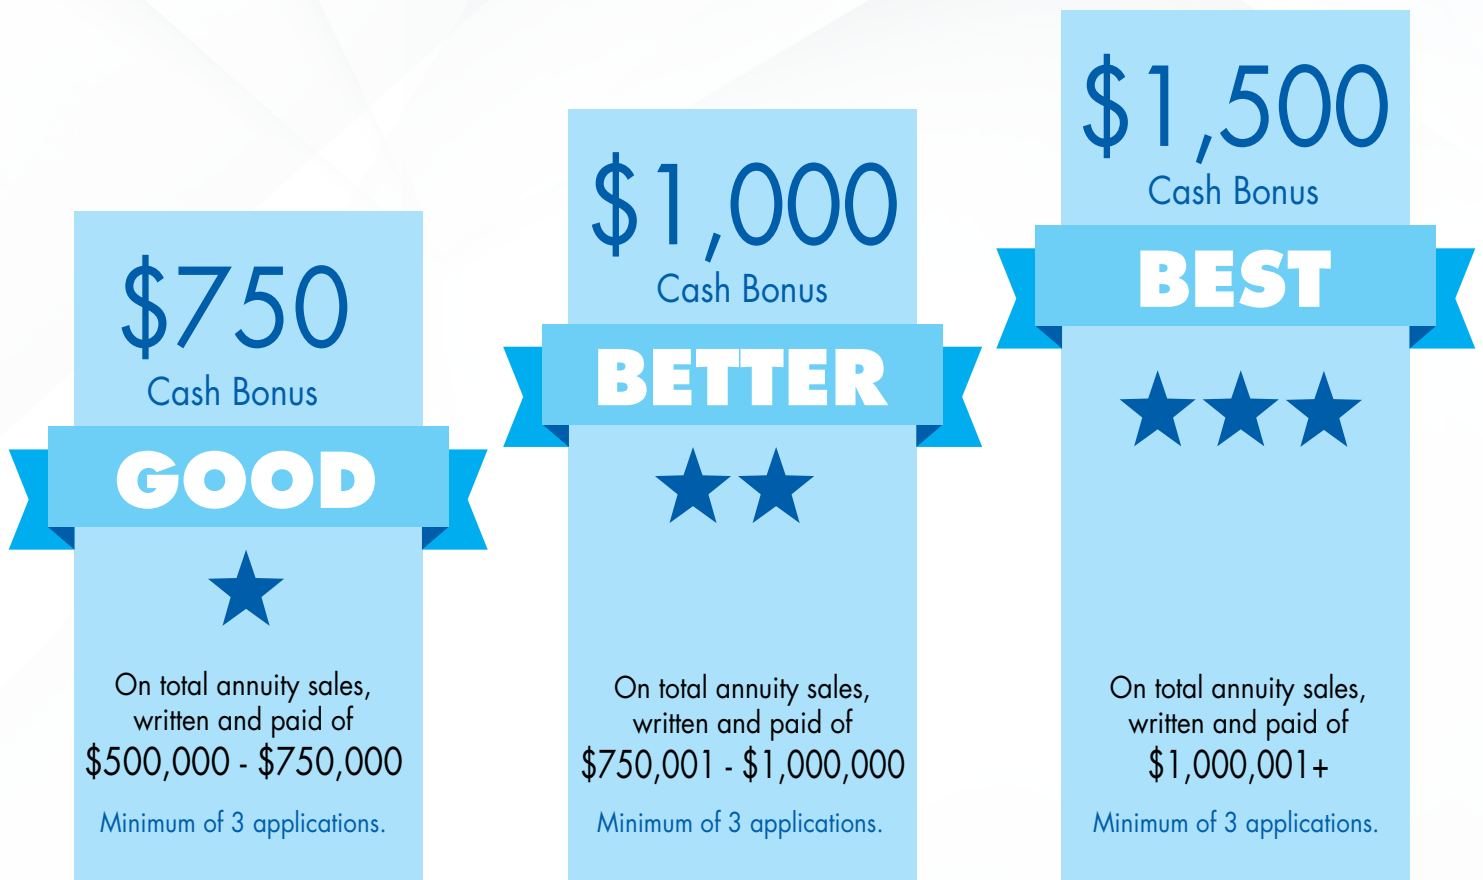 $750
Cash Bonus
GOOD
On total annuity sales,
written and paid of
$500,000 - $750,000
Minimum of 3 applications.
$1,000
Cash Bonus
BETTER
On total annuity sales,
written and paid of
$750,001 - $1,000,000
Minimum of 3 applications.
$1,500
Cash Bonus
BEST
On total annuity sales,
written and paid of
$1,000,001+
Minimum of 3 applications.